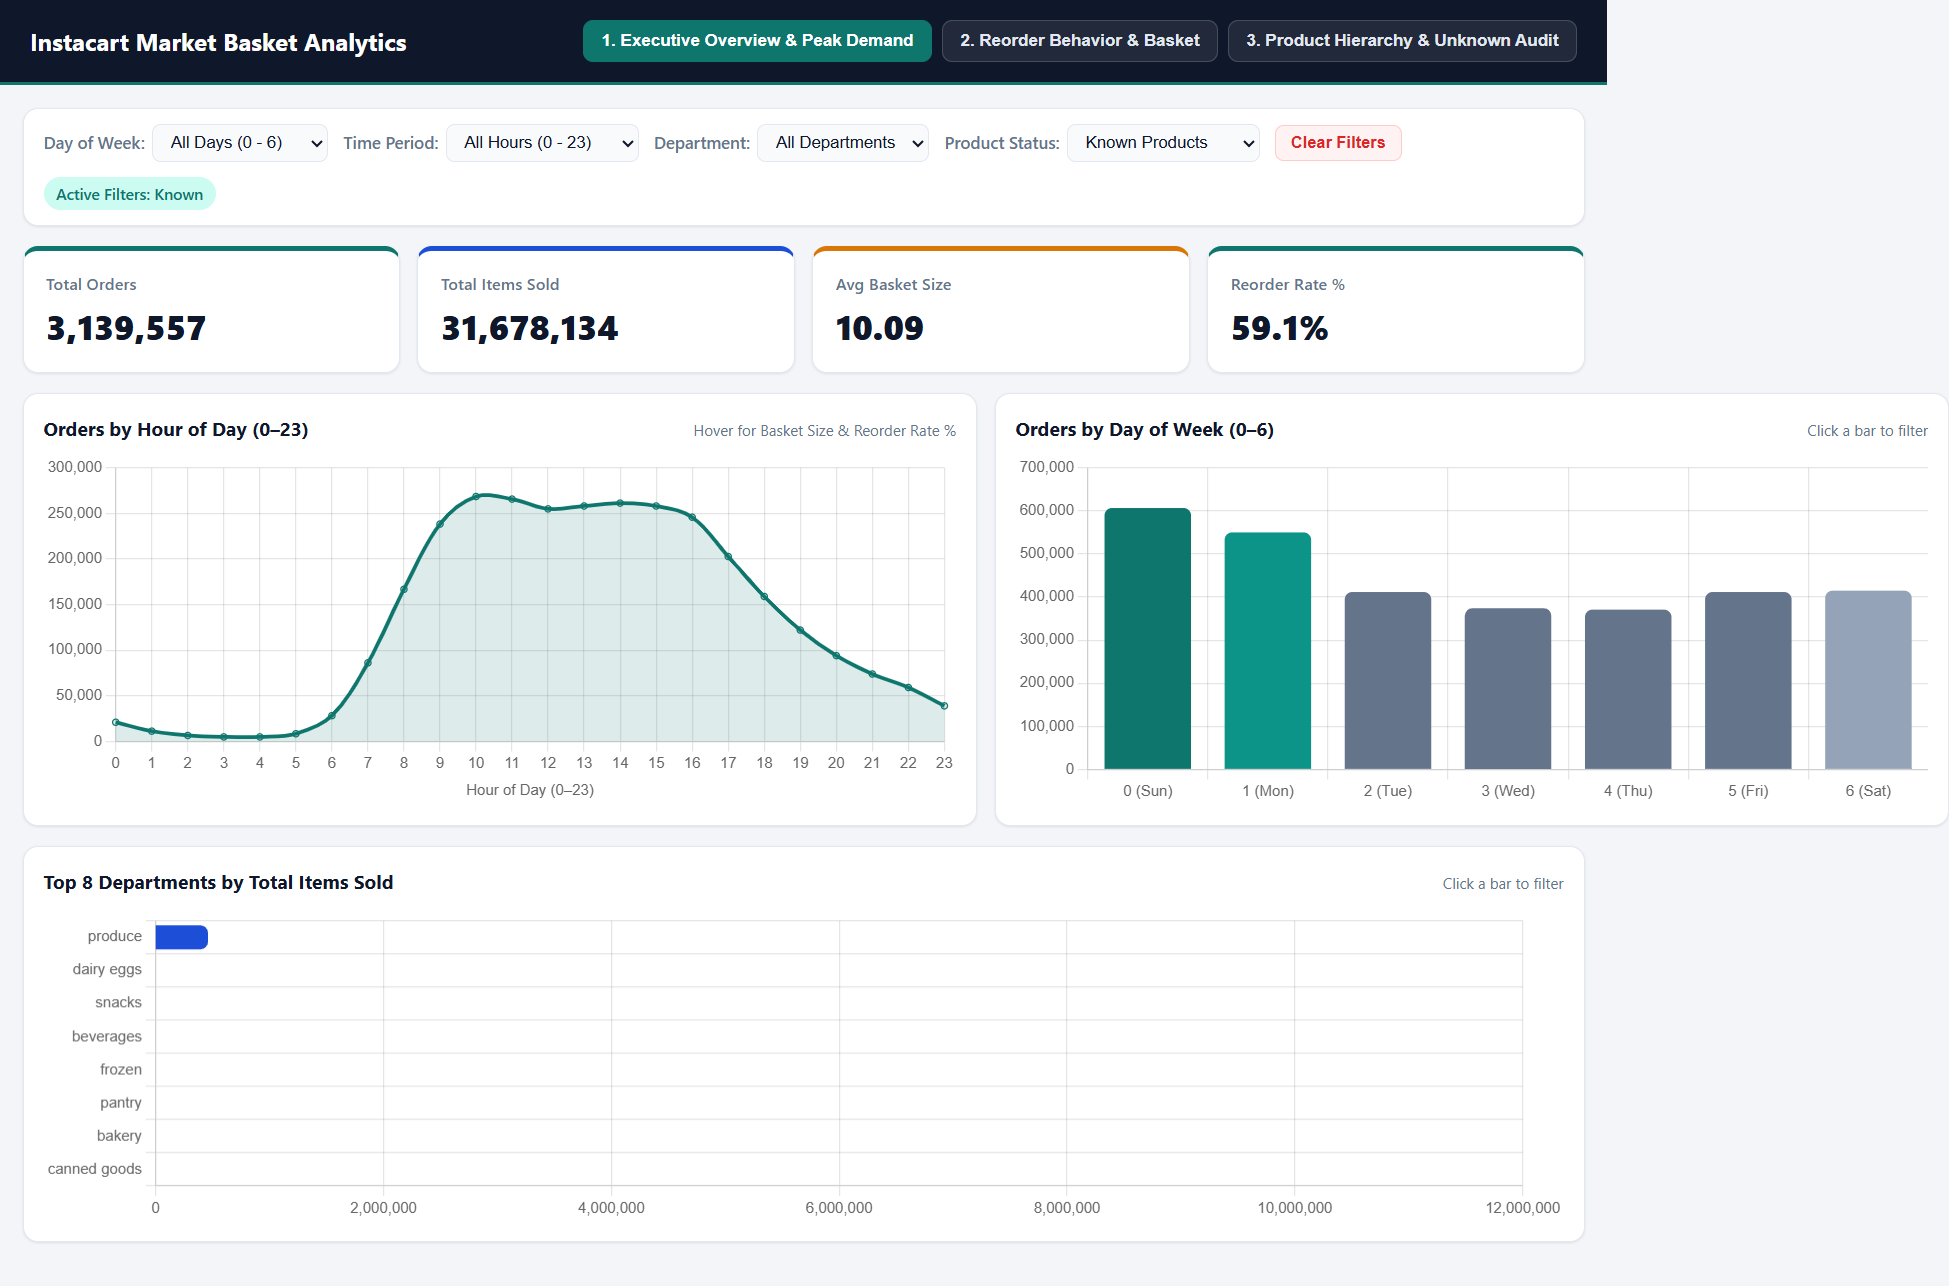 Instacart Market Basket Analytics
1. Executive Overview & Peak Demand
2. Reorder Behavior & Basket
3. Product Hierarchy & Unknown Audit
Day of Week: All Days (0 - 6) Time Period: All Hours (0 - 23) Department: All Departments Product Status: Known Products Clear Filters
Active Filters: Known
Total Orders
3,139,557
Total Items Sold
31,678,134
Avg Basket Size
10.09
Reorder Rate %
59.1%
Orders by Hour of Day (0–23)
Hover for Basket Size & Reorder Rate %
300,000
250,000
200,000
150,000
100,000
50,000
0
0 1 2 3 4 5 6 7 8 9 10 11 12 13 14 15 16 17 18 19 20 21 22 23
Hour of Day (0–23)
Orders by Day of Week (0–6)
Click a bar to filter
700,000
600,000
500,000
400,000
300,000
200,000
100,000
0
0 (Sun) 1 (Mon) 2 (Tue) 3 (Wed) 4 (Thu) 5 (Fri) 6 (Sat)
Top 8 Departments by Total Items Sold
Click a bar to filter
produce
dairy eggs
snacks
beverages
frozen
pantry
bakery
canned goods
0 2,000,000 4,000,000 6,000,000 8,000,000 10,000,000 12,000,000